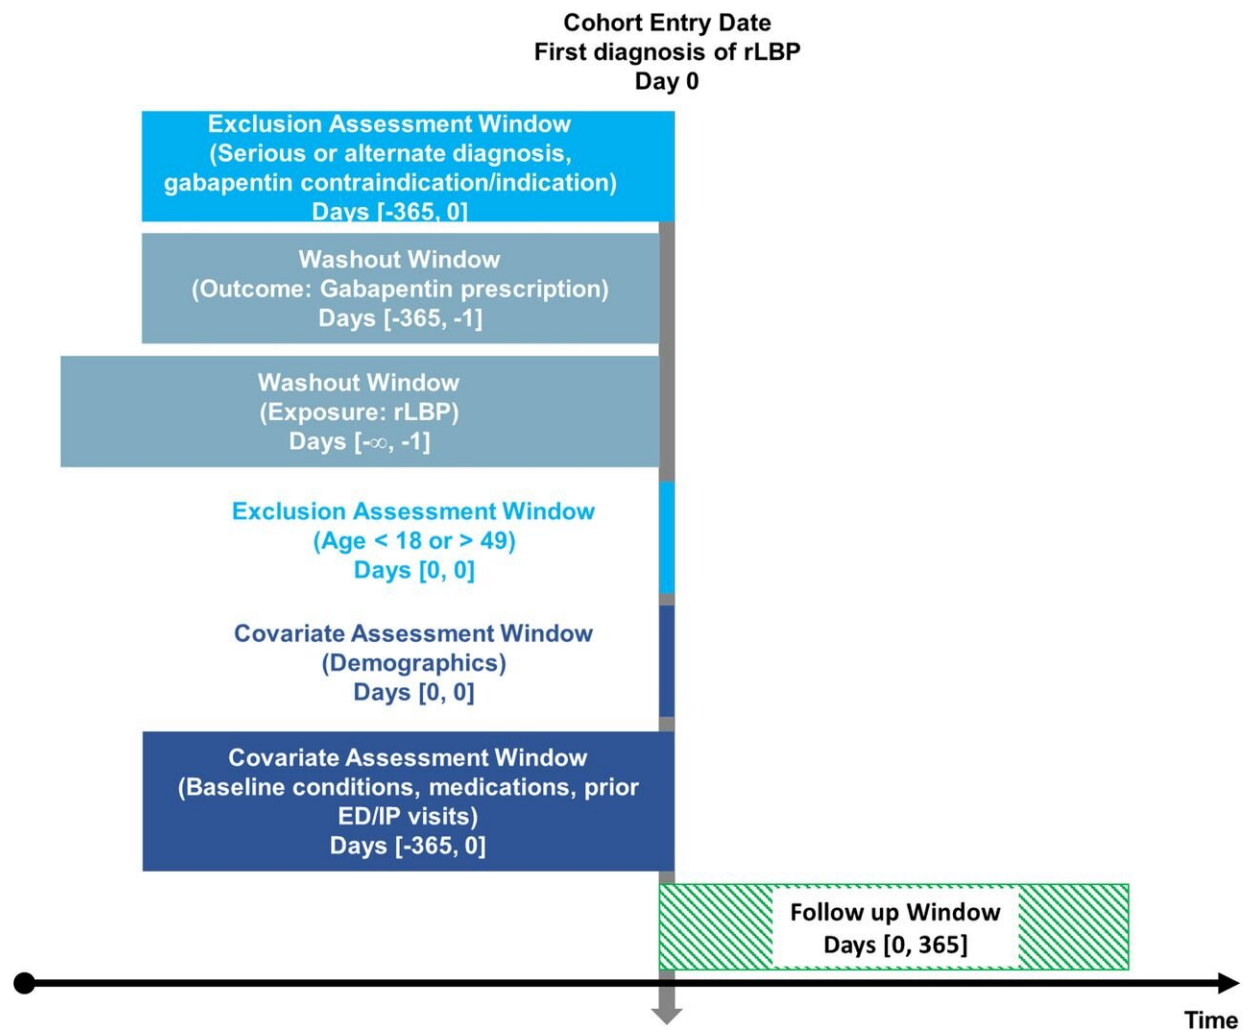 Cohort Entry Date
First diagnosis of rLBP
Day 0
Exclusion Assessment Window
(Serious or alternate diagnosis,
gabapentin contraindication/indication)
Days [-365, 0]
Washout Window
(Outcome: Gabapentin prescription)
Days [-365, -1]
Washout Window
(Exposure: rLBP)
Days [-∞, -1]
Exclusion Assessment Window
(Age < 18 or > 49)
Days [0, 0]
Covariate Assessment Window
(Demographics)
Days [0, 0]
Covariate Assessment Window
(Baseline conditions, medications, prior
ED/IP visits)
Days [-365, 0]
Follow up Window
Days [0, 365]
Time